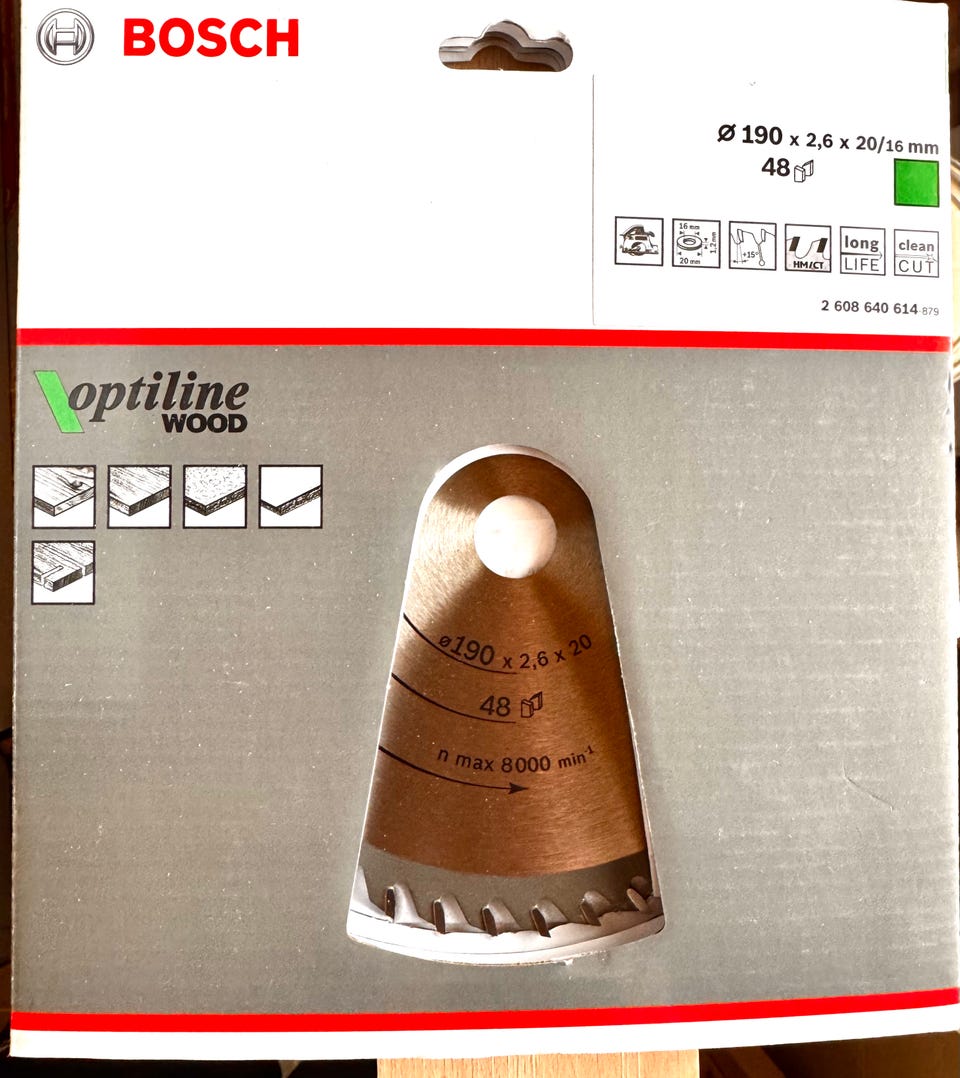 BOSCH
Ø 190 x 2,6 x 20/16 mm
48
16 mm
1,2 mm
20 mm
+15°
HM/CT
long
LIFE
clean
CUT
2 608 640 614-879
optiline
WOOD
ø190 x 2,6 x 20
48
n max 8000 min⁻¹